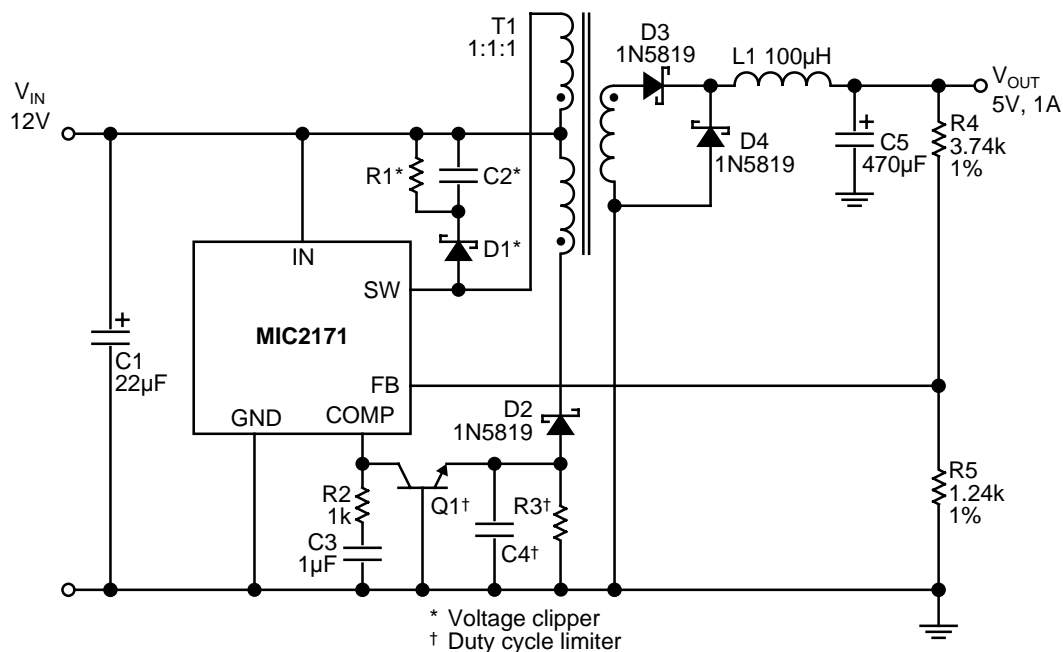 T1
1:1:1
D3
1N5819
L1 100µH
VIN
12V
VOUT
5V, 1A
R1*
C2*
D4
1N5819
+
C5
470µF
R4
3.74k
1%
IN
D1*
SW
MIC2171
+
C1
22µF
FB
GND
COMP
D2
1N5819
R2
1k
Q1†
R3†
C4†
C3
1µF
R5
1.24k
1%
* Voltage clipper
† Duty cycle limiter